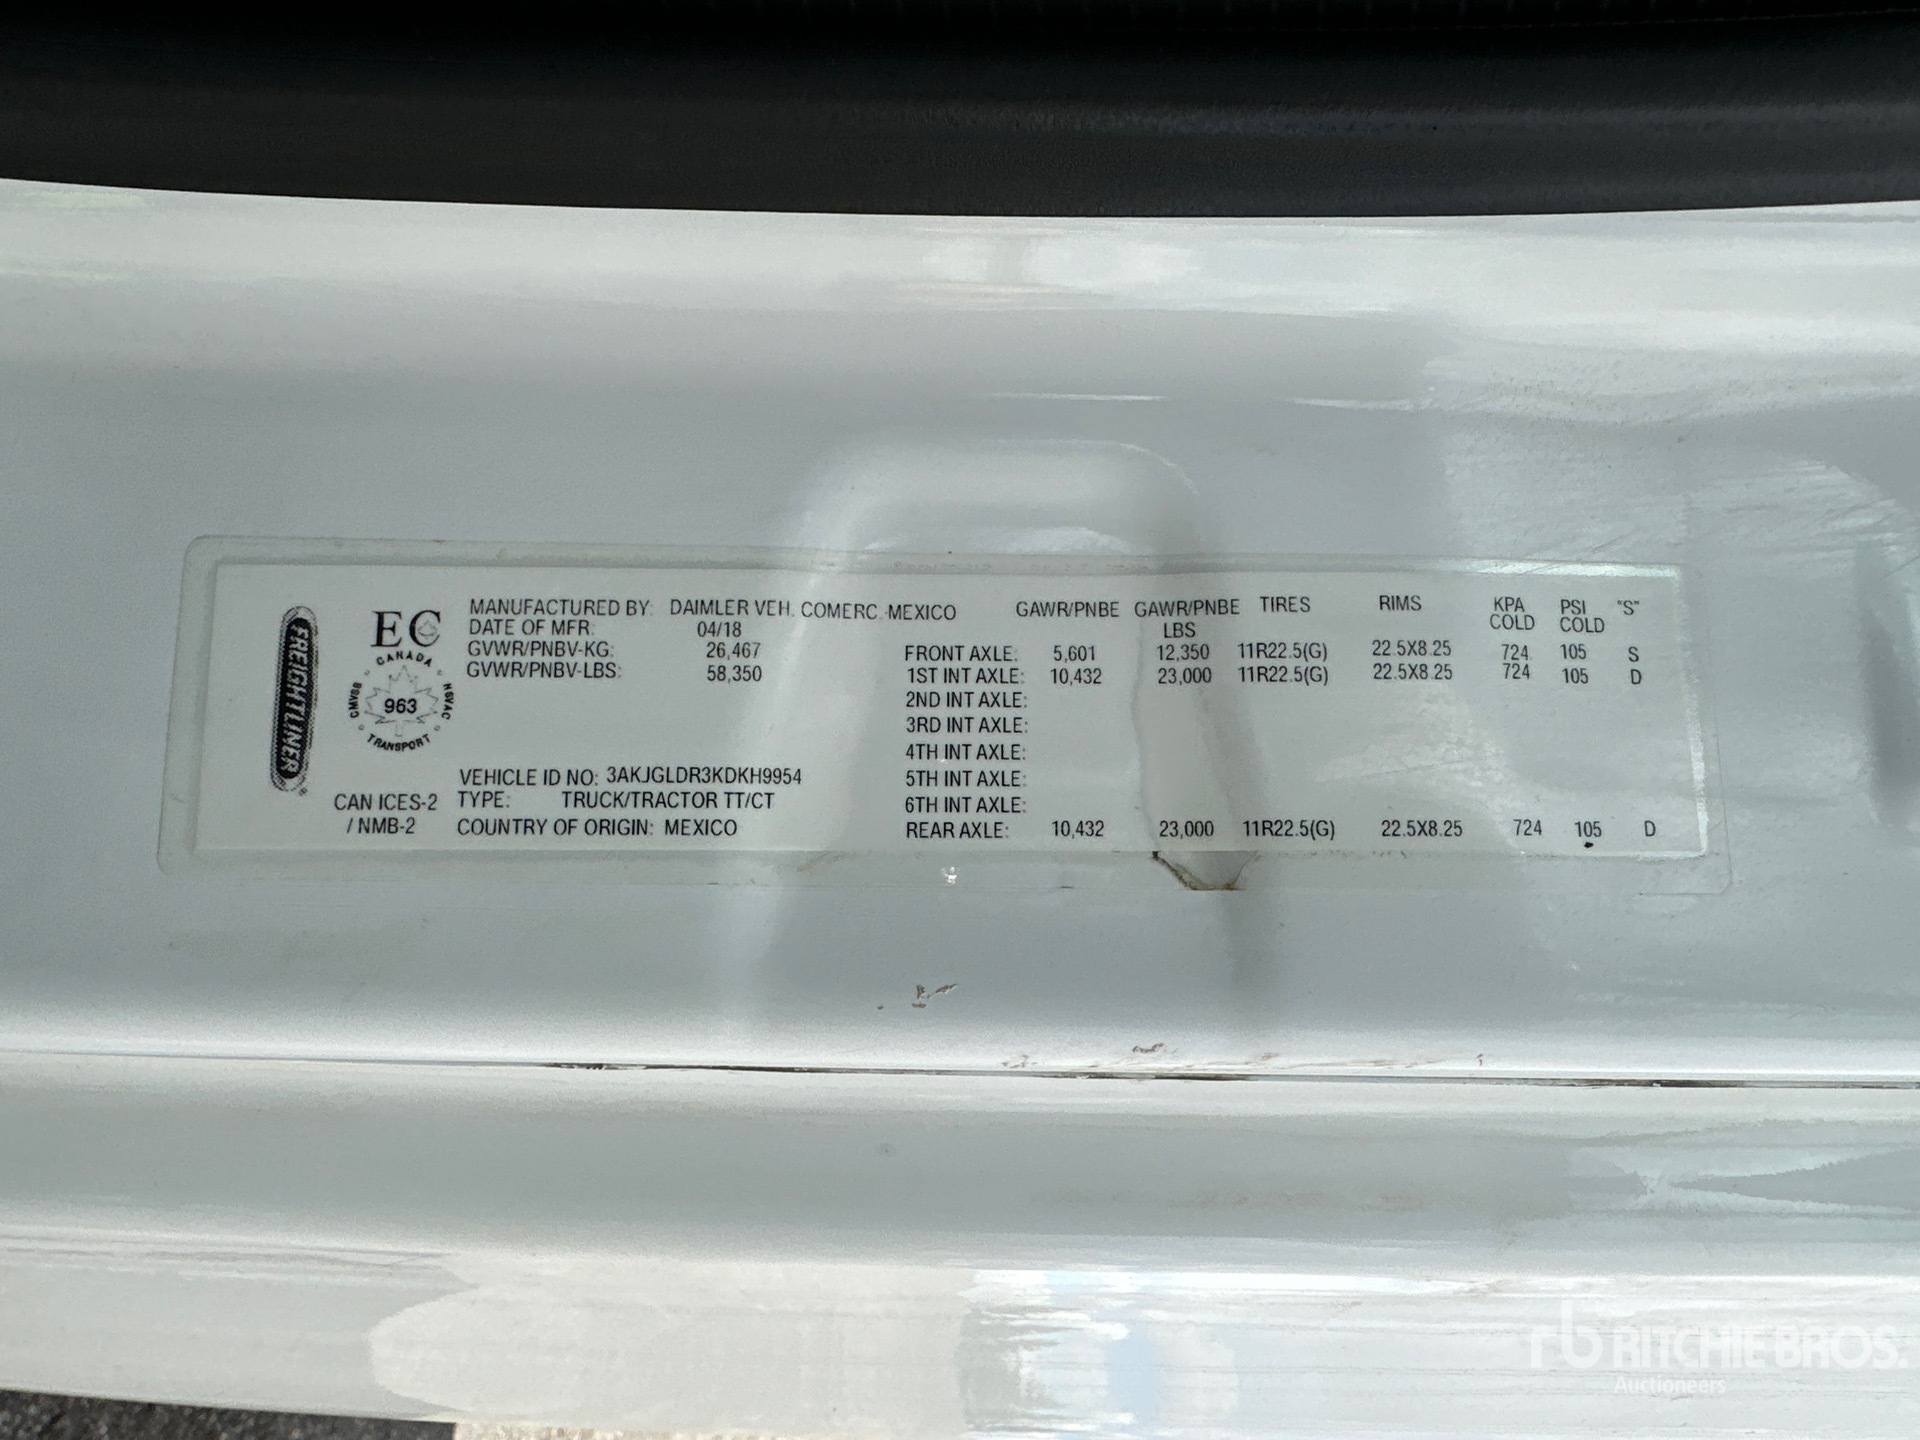 FREIGHTLINER
EC
CANADA
CMVSS
963
NSVAC
TRANSPORT
CAN ICES-2
/ NMB-2
MANUFACTURED BY: DAIMLER VEH. COMERC. MEXICO
DATE OF MFR: 04/18
GVWR/PNBV-KG: 26,467
GVWR/PNBV-LBS: 58,350
VEHICLE ID NO: 3AKJGLDR3KDKH9954
TYPE: TRUCK/TRACTOR TT/CT
COUNTRY OF ORIGIN: MEXICO
GAWR/PNBE GAWR/PNBE LBS TIRES RIMS KPA COLD PSI COLD "S"
FRONT AXLE: 5,601 12,350 11R22.5(G) 22.5X8.25 724 105 S
1ST INT AXLE: 10,432 23,000 11R22.5(G) 22.5X8.25 724 105 D
2ND INT AXLE:
3RD INT AXLE:
4TH INT AXLE:
5TH INT AXLE:
6TH INT AXLE:
REAR AXLE: 10,432 23,000 11R22.5(G) 22.5X8.25 724 105 D
rb RITCHIE BROS.
Auctioneers